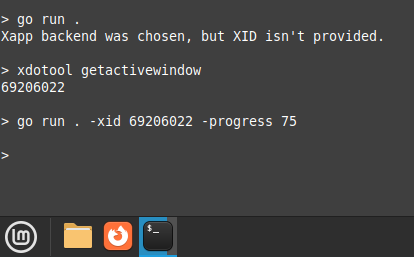 > go run .
Xapp backend was chosen, but XID isn't provided.
> xdotool getactivewindow
69206022
> go run . -xid 69206022 -progress 75
>
$_